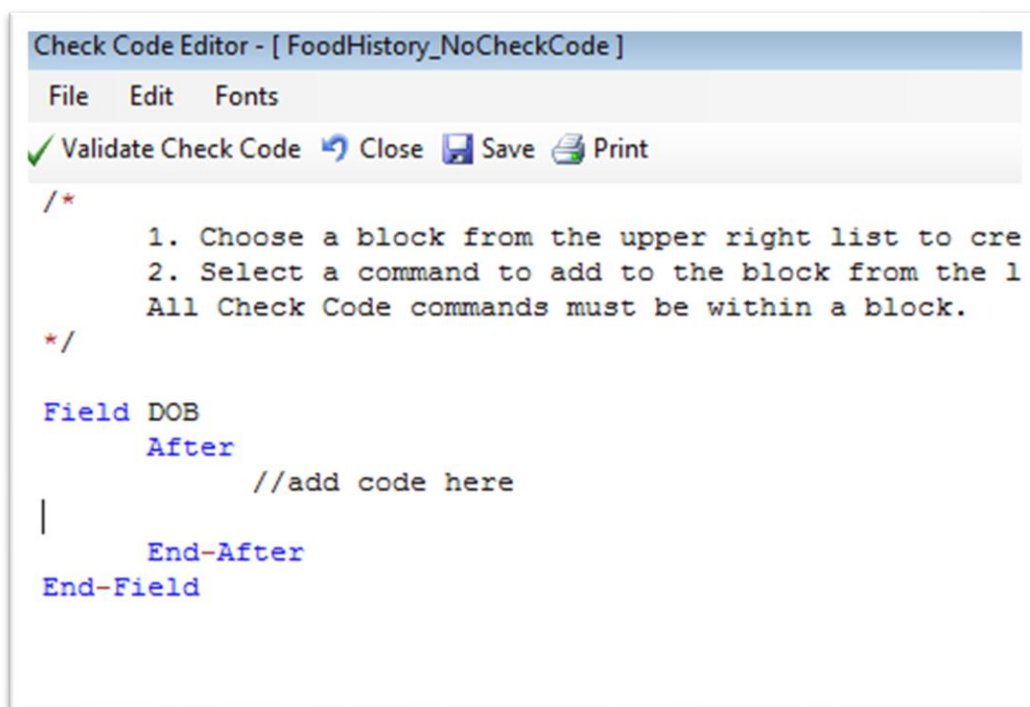 Check Code Editor - [ FoodHistory_NoCheckCode ]
File Edit Fonts
Validate Check Code Close Save Print
/*
1. Choose a block from the upper right list to cre
2. Select a command to add to the block from the l
All Check Code commands must be within a block.
*/
Field DOB
After
//add code here
End-After
End-Field